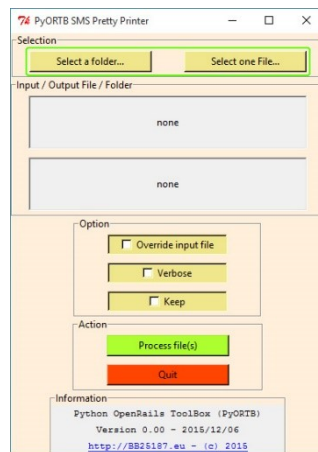 PyORTB SMS Pretty Printer
Selection
Select a folder... Select one File...
Input / Output File / Folder
none
none
Option
Override input file
Verbose
Keep
Action
Process file(s)
Quit
Information
Python OpenRails ToolBox (PyORTB)
Version 0.00 - 2015/12/06
http://BB25187.eu - (c) 2015